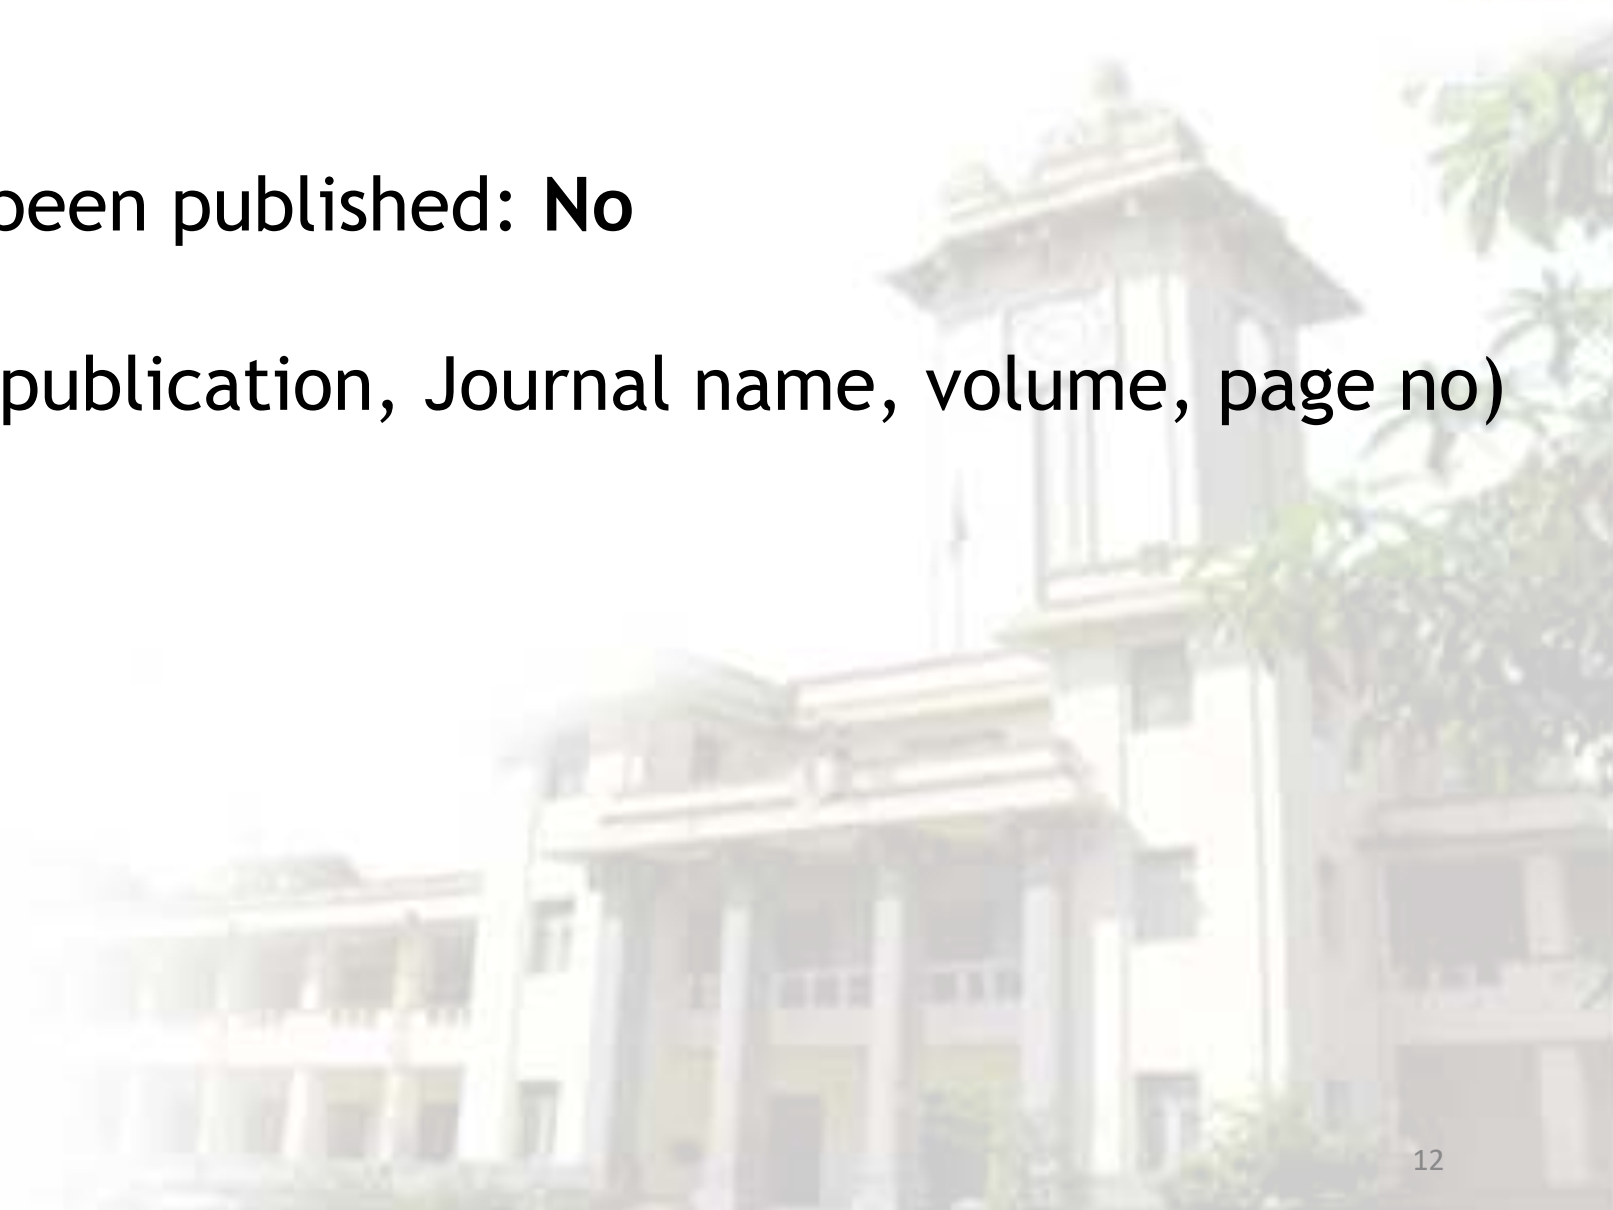 been published: No
publication, Journal name, volume, page no)
12